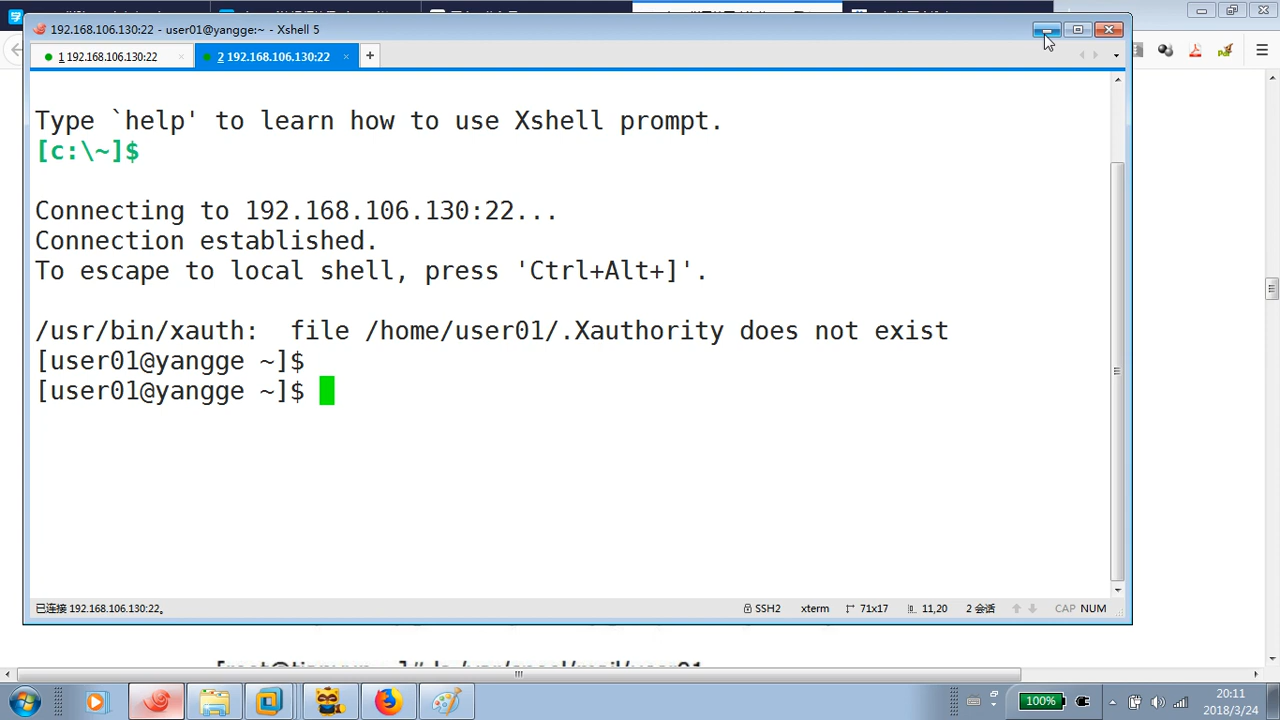 192.168.106.130:22 - user01@yangge:~ - Xshell 5
1 192.168.106.130:22
2 192.168.106.130:22
Type `help' to learn how to use Xshell prompt.
[c:\~]$
Connecting to 192.168.106.130:22...
Connection established.
To escape to local shell, press 'Ctrl+Alt+]'.
/usr/bin/xauth:  file /home/user01/.Xauthority does not exist
[user01@yangge ~]$
[user01@yangge ~]$
已连接 192.168.106.130:22。
SSH2 xterm 71x17 11,20 2 会话 CAP NUM
100%
20:11
2018/3/24